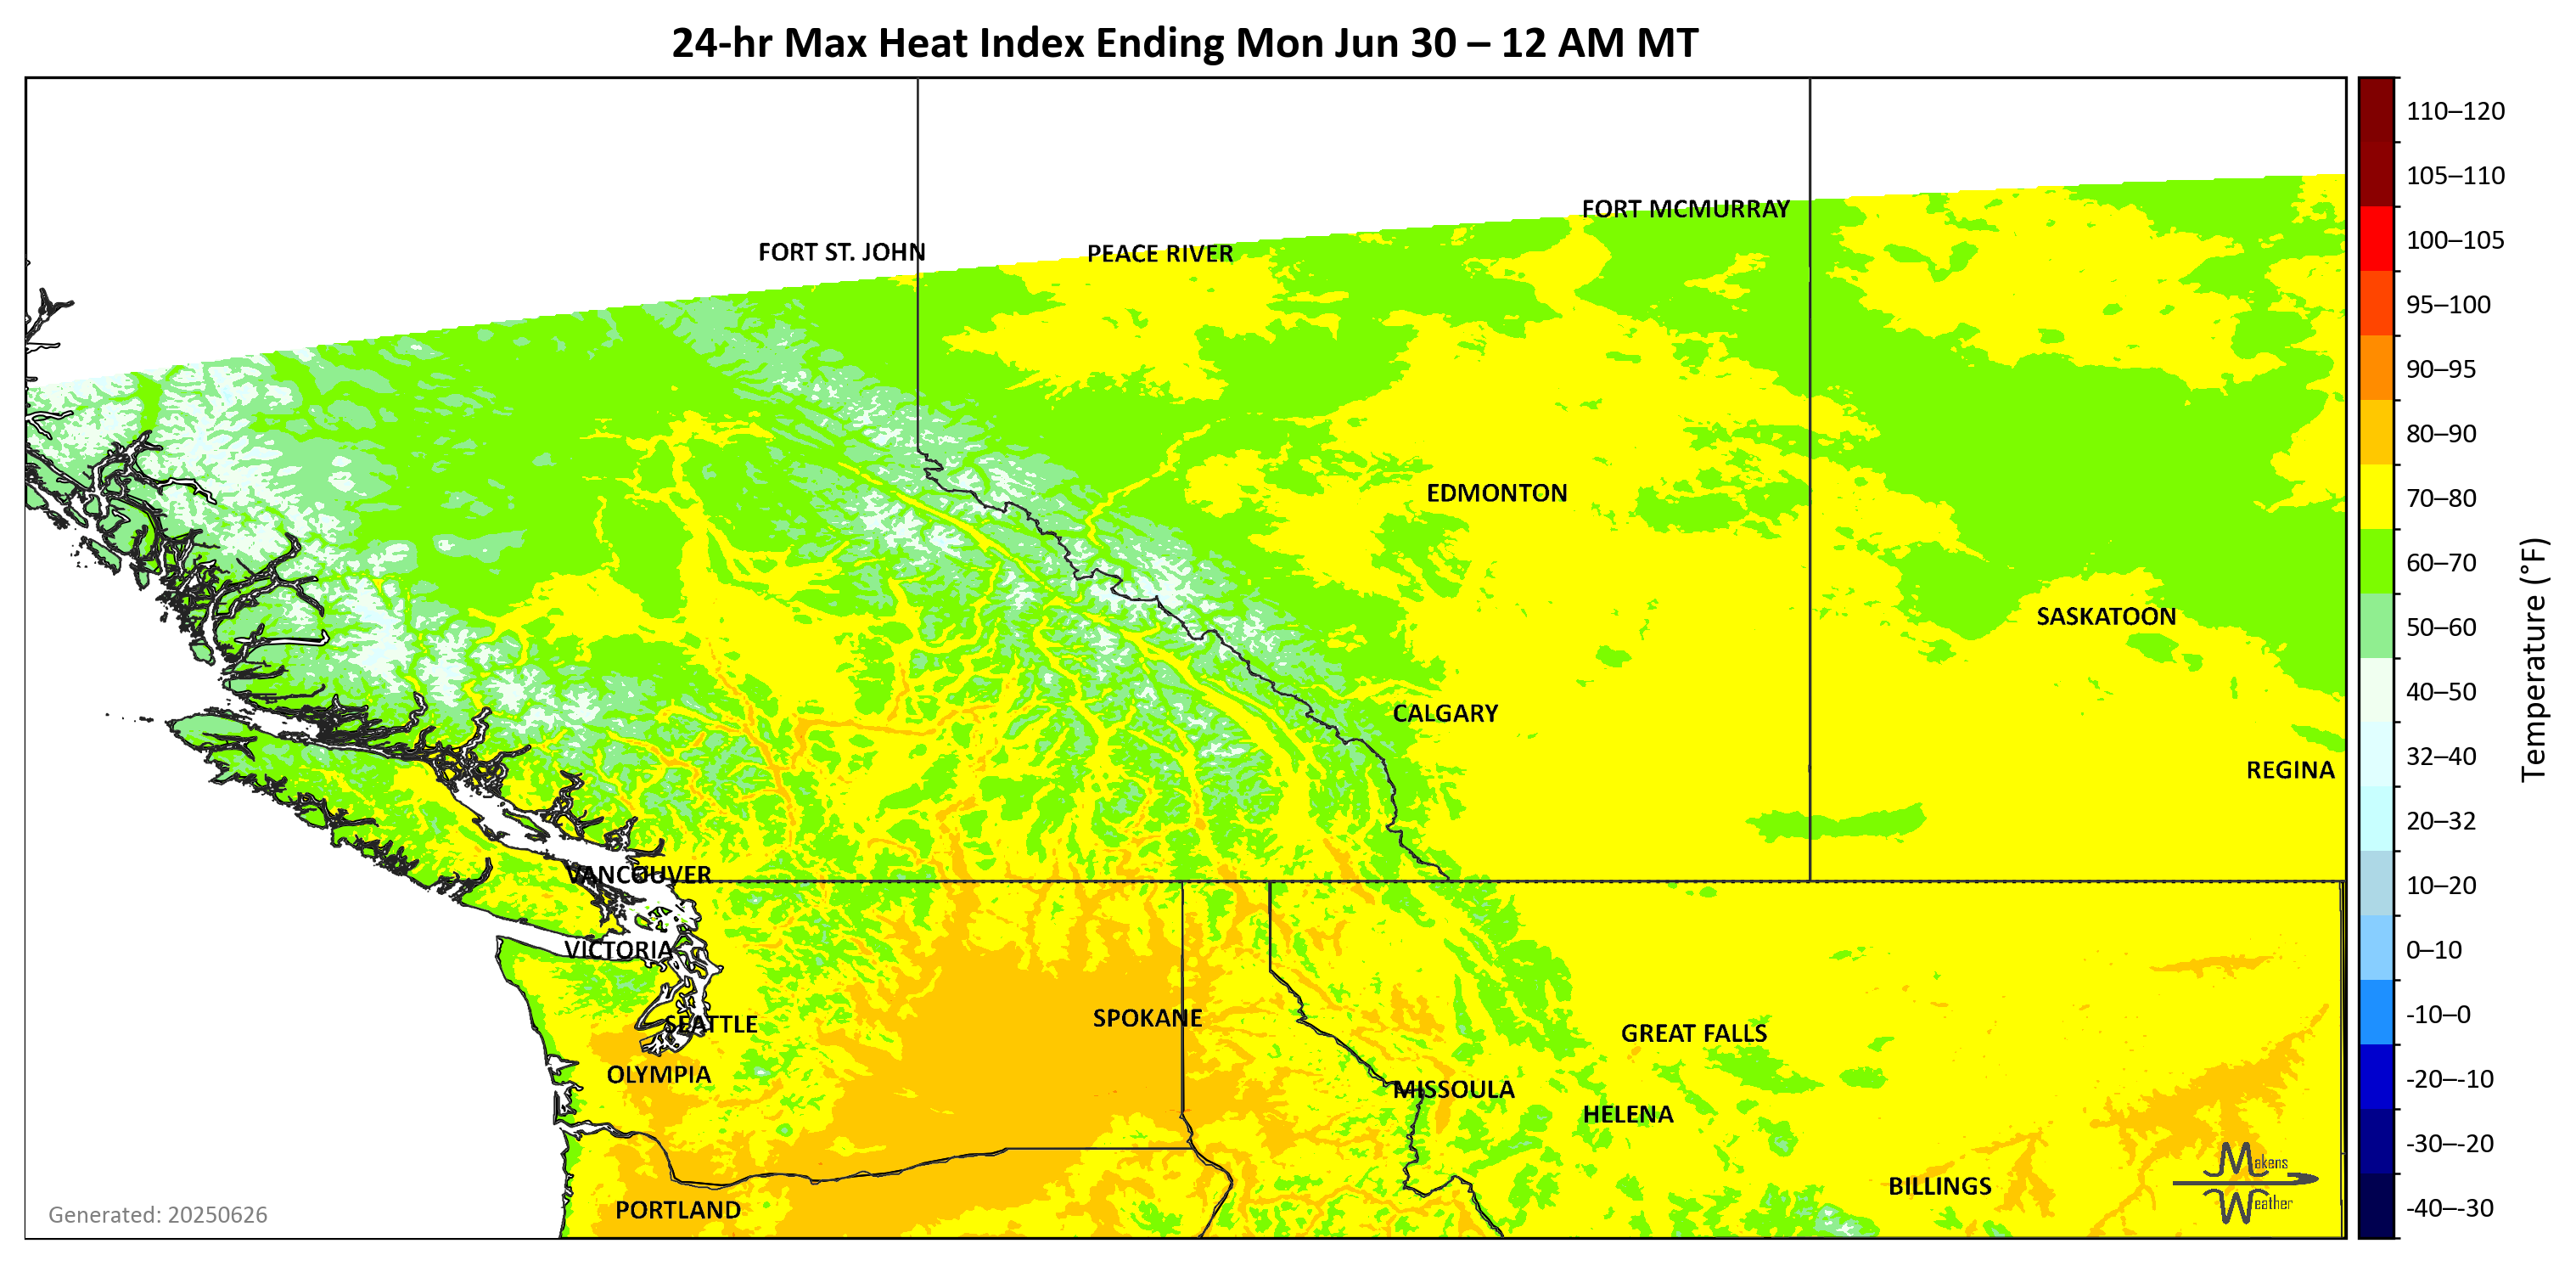 24-hr Max Heat Index Ending Mon Jun 30 – 12 AM MT
110–120
105–110
100–105
95–100
90–95
80–90
70–80
60–70
50–60
40–50
32–40
20–32
10–20
0–10
-10–0
-20–-10
-30–-20
-40–-30
Temperature (°F)
FORT MCMURRAY
FORT ST. JOHN
PEACE RIVER
EDMONTON
SASKATOON
CALGARY
REGINA
VANCOUVER
VICTORIA
SEATTLE
SPOKANE
GREAT FALLS
OLYMPIA
MISSOULA
HELENA
BILLINGS
PORTLAND
Makens
Weather
Generated: 20250626